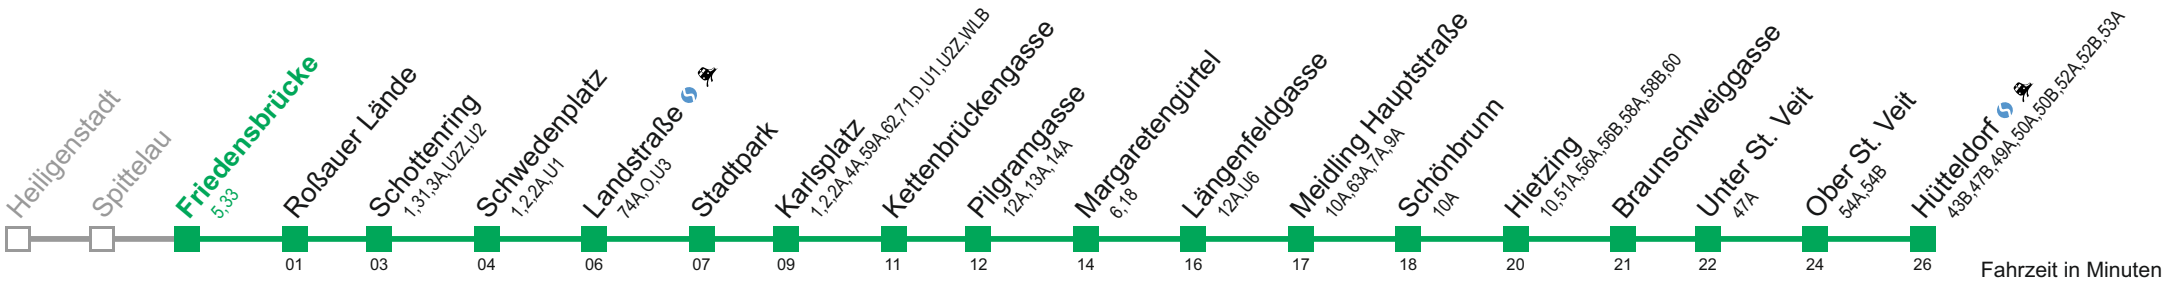 Heiligenstadt
Spittelau
Friedensbrücke
5,33
Roßauer Lände
Schottenring
1,31,3A,U2Z,U2
Schwedenplatz
1,2,2A,U1
Landstraße
74A,O,U3
Stadtpark
Karlsplatz
1,2,2A,4A,59A,62,71,D,U1,U2Z,WLB
Kettenbrückengasse
Pilgramgasse
12A,13A,14A
Margaretengürtel
6,18
Längenfeldgasse
12A,U6
Meidling Hauptstraße
10A,63A,7A,9A
Schönbrunn
10A
Hietzing
10,51A,56A,56B,58A,58B,60
Braunschweiggasse
Unter St. Veit
47A
Ober St. Veit
54A,54B
Hütteldorf
43B,47B,49A,50A,50B,52A,52B,53A
01 03 04 06 07 09 11 12 14 16 17 18 20 21 22 24 26
Fahrzeit in Minuten